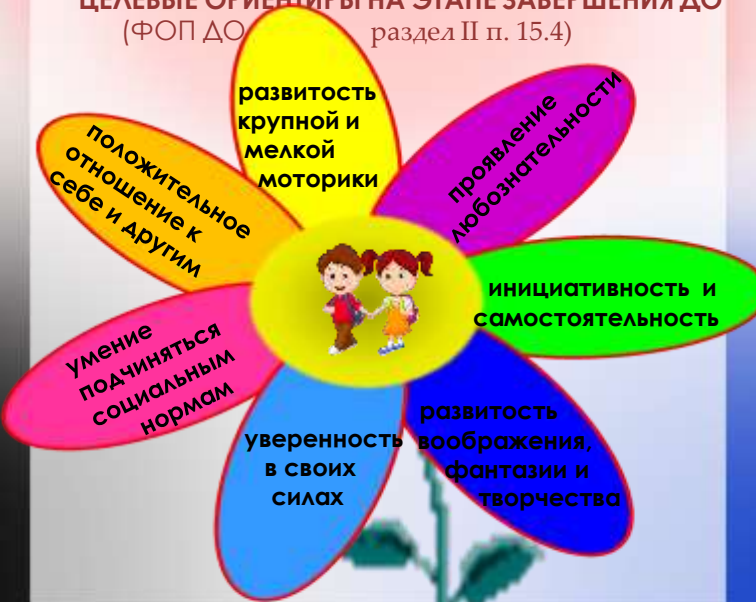 ЦЕЛЕВЫЕ ОРИЕНТИРЫ НА ЭТАПЕ ЗАВЕРШЕНИЯ ДО
(ФОП ДО раздел II п. 15.4)
развитость
крупной и
мелкой
моторики
проявление
любознательности
инициативность и
самостоятельность
развитость
воображения,
фантазии и
творчества
уверенность
в своих
силах
умение
подчиняться
социальным
нормам
положительное
отношение к
себе и другим